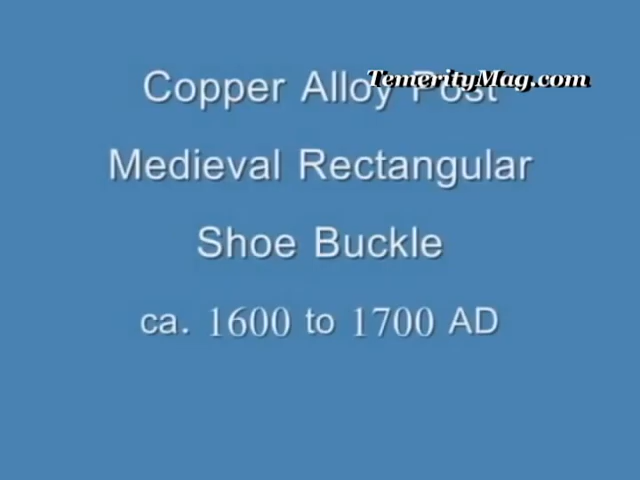 TemerityMag.com
Copper Alloy Post
Medieval Rectangular
Shoe Buckle
ca. 1600 to 1700 AD